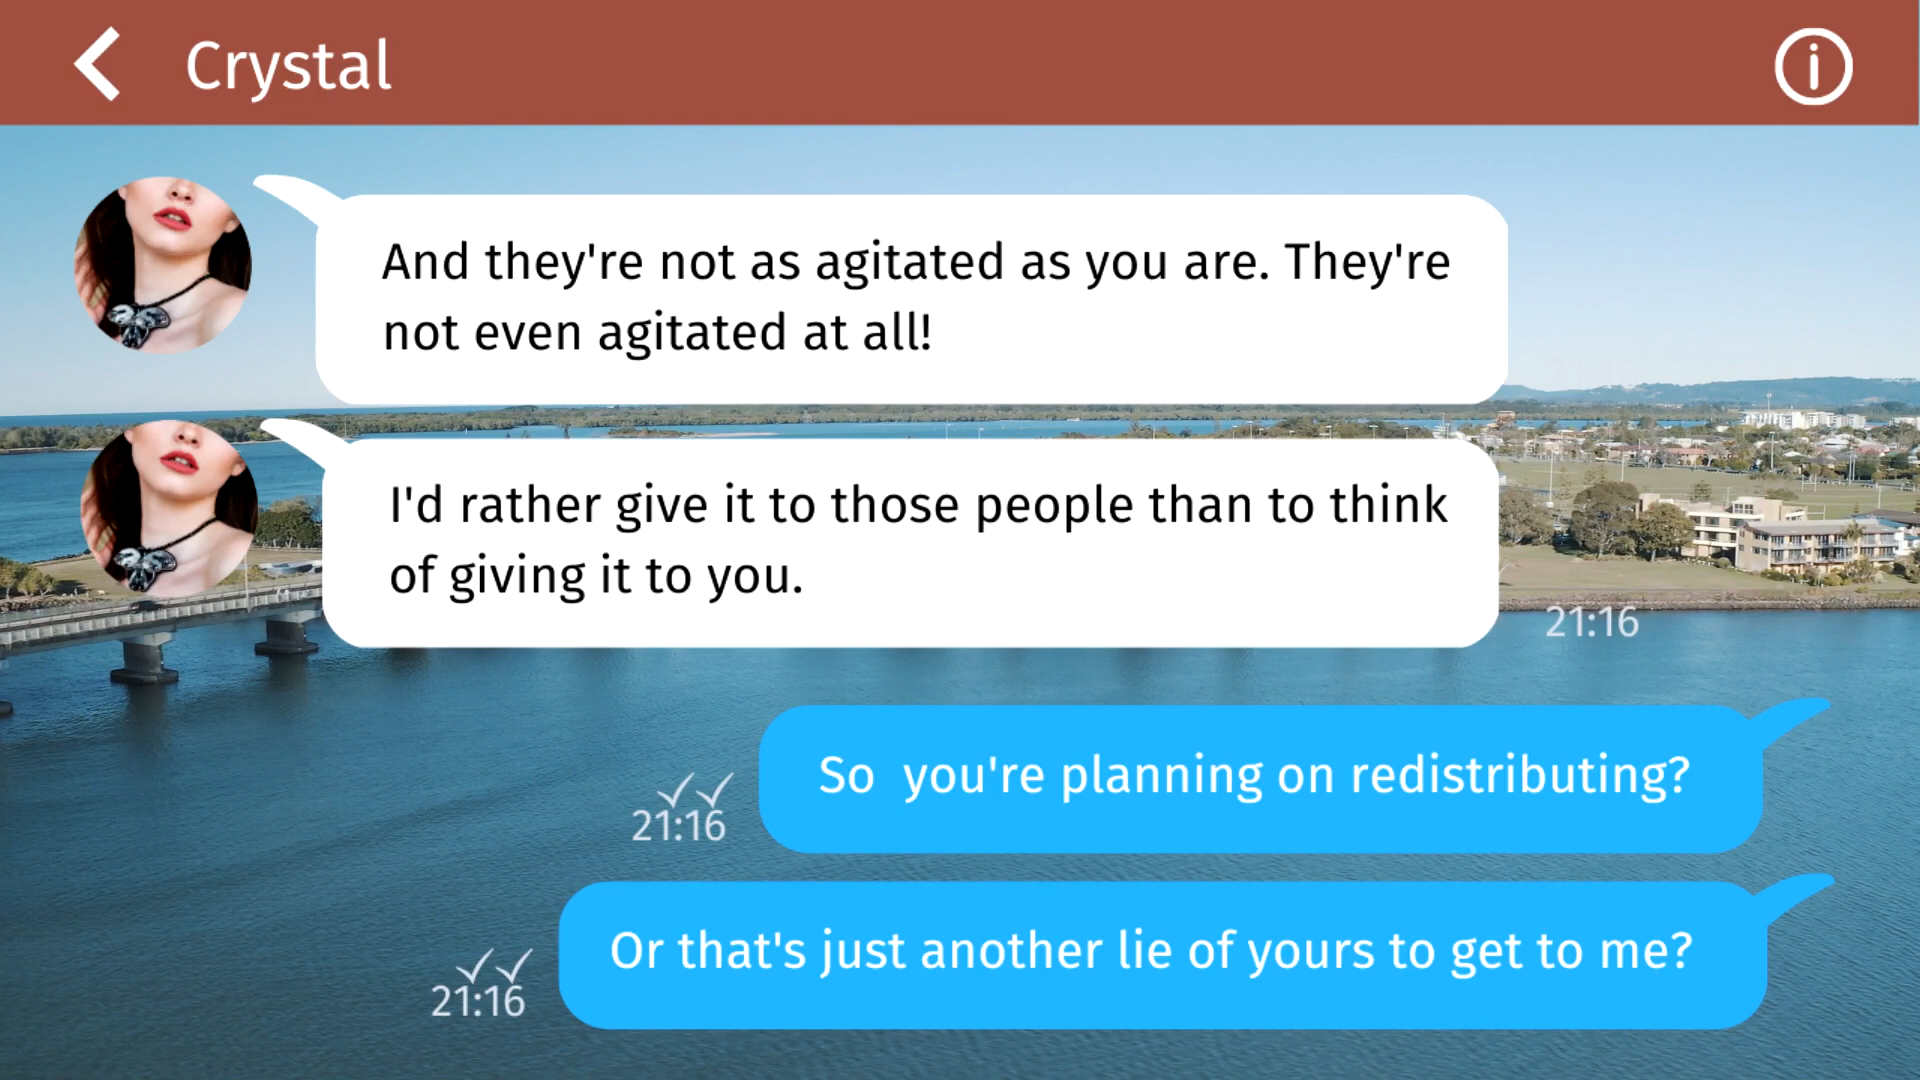 Crystal
And they're not as agitated as you are. They're
not even agitated at all!
I'd rather give it to those people than to think
of giving it to you.
21:16
So  you're planning on redistributing?
21:16
Or that's just another lie of yours to get to me?
21:16